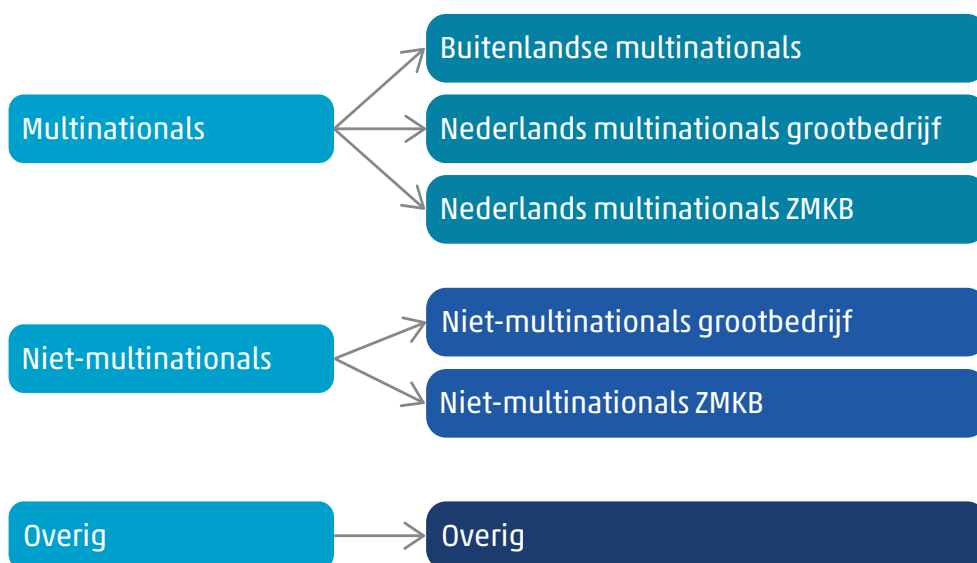 Multinationals
Buitenlandse multinationals
Nederlands multinationals grootbedrijf
Nederlands multinationals ZMKB
Niet-multinationals
Niet-multinationals grootbedrijf
Niet-multinationals ZMKB
Overig
Overig